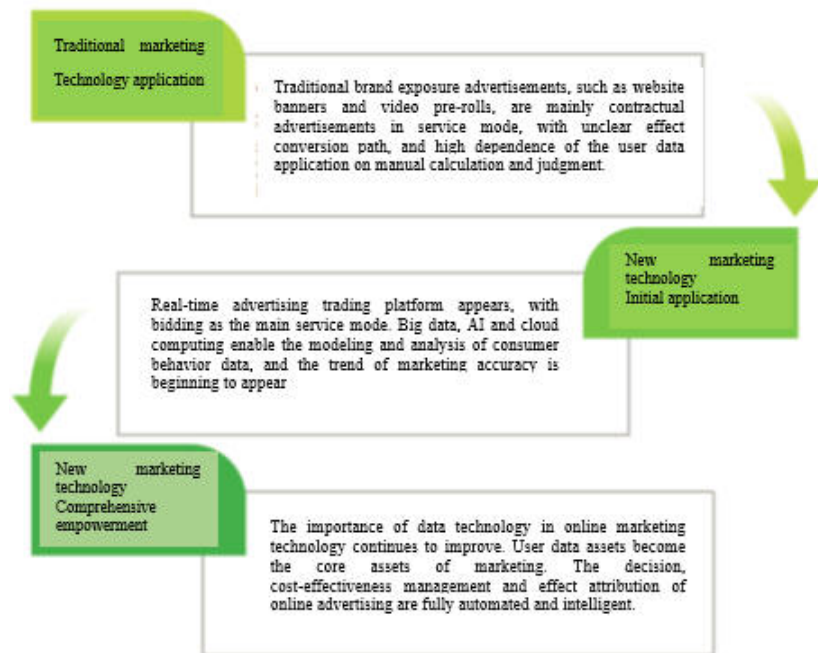 Traditional marketing
Technology application
Traditional brand exposure advertisements, such as website
banners and video pre-rolls, are mainly contractual
advertisements in service mode, with unclear effect
conversion path, and high dependence of the user data
application on manual calculation and judgment.
New marketing
technology
Initial application
Real-time advertising trading platform appears, with
bidding as the main service mode. Big data, AI and cloud
computing enable the modeling and analysis of consumer
behavior data, and the trend of marketing accuracy is
beginning to appear
New marketing
technology
Comprehensive
empowerment
The importance of data technology in online marketing
technology continues to improve. User data assets become
the core assets of marketing. The decision,
cost-effectiveness management and effect attribution of
online advertising are fully automated and intelligent.